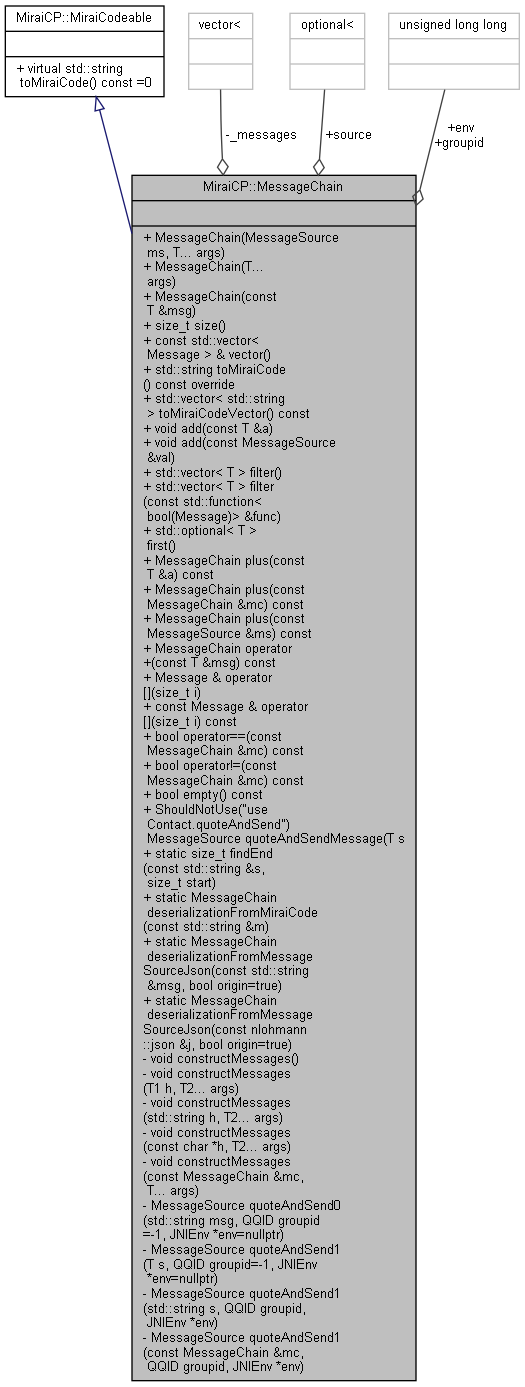 MiraiCP::MiraiCodeable
+ virtual std::string
toMiraiCode() const =0
vector<
optional<
unsigned long long
-_messages
+source
+env
+groupid
MiraiCP::MessageChain
+ MessageChain(MessageSource
ms, T... args)
+ MessageChain(T...
args)
+ MessageChain(const
T &msg)
+ size_t size()
+ const std::vector<
Message > & vector()
+ std::string toMiraiCode
() const override
+ std::vector< std::string
> toMiraiCodeVector() const
+ void add(const T &a)
+ void add(const MessageSource
&val)
+ std::vector< T > filter()
+ std::vector< T > filter
(const std::function<
bool(Message)> &func)
+ std::optional< T >
first()
+ MessageChain plus(const
T &a) const
+ MessageChain plus(const
MessageChain &mc) const
+ MessageChain plus(const
MessageSource &ms) const
+ MessageChain operator
+(const T &msg) const
+ Message & operator
[](size_t i)
+ const Message & operator
[](size_t i) const
+ bool operator==(const
MessageChain &mc) const
+ bool operator!=(const
MessageChain &mc) const
+ bool empty() const
+ ShouldNotUse("use
Contact.quoteAndSend")
MessageSource quoteAndSendMessage(T s
+ static size_t findEnd
(const std::string &s,
size_t start)
+ static MessageChain
deserializationFromMiraiCode
(const std::string &m)
+ static MessageChain
deserializationFromMessage
SourceJson(const std::string
&msg, bool origin=true)
+ static MessageChain
deserializationFromMessage
SourceJson(const nlohmann
::json &j, bool origin=true)
- void constructMessages()
- void constructMessages
(T1 h, T2... args)
- void constructMessages
(std::string h, T2... args)
- void constructMessages
(const char *h, T2... args)
- void constructMessages
(const MessageChain &mc,
T... args)
- MessageSource quoteAndSend0
(std::string msg, QQID groupid
=-1, JNIEnv *env=nullptr)
- MessageSource quoteAndSend1
(T s, QQID groupid=-1, JNIEnv
*env=nullptr)
- MessageSource quoteAndSend1
(std::string s, QQID groupid,
JNIEnv *env)
- MessageSource quoteAndSend1
(const MessageChain &mc,
QQID groupid, JNIEnv *env)